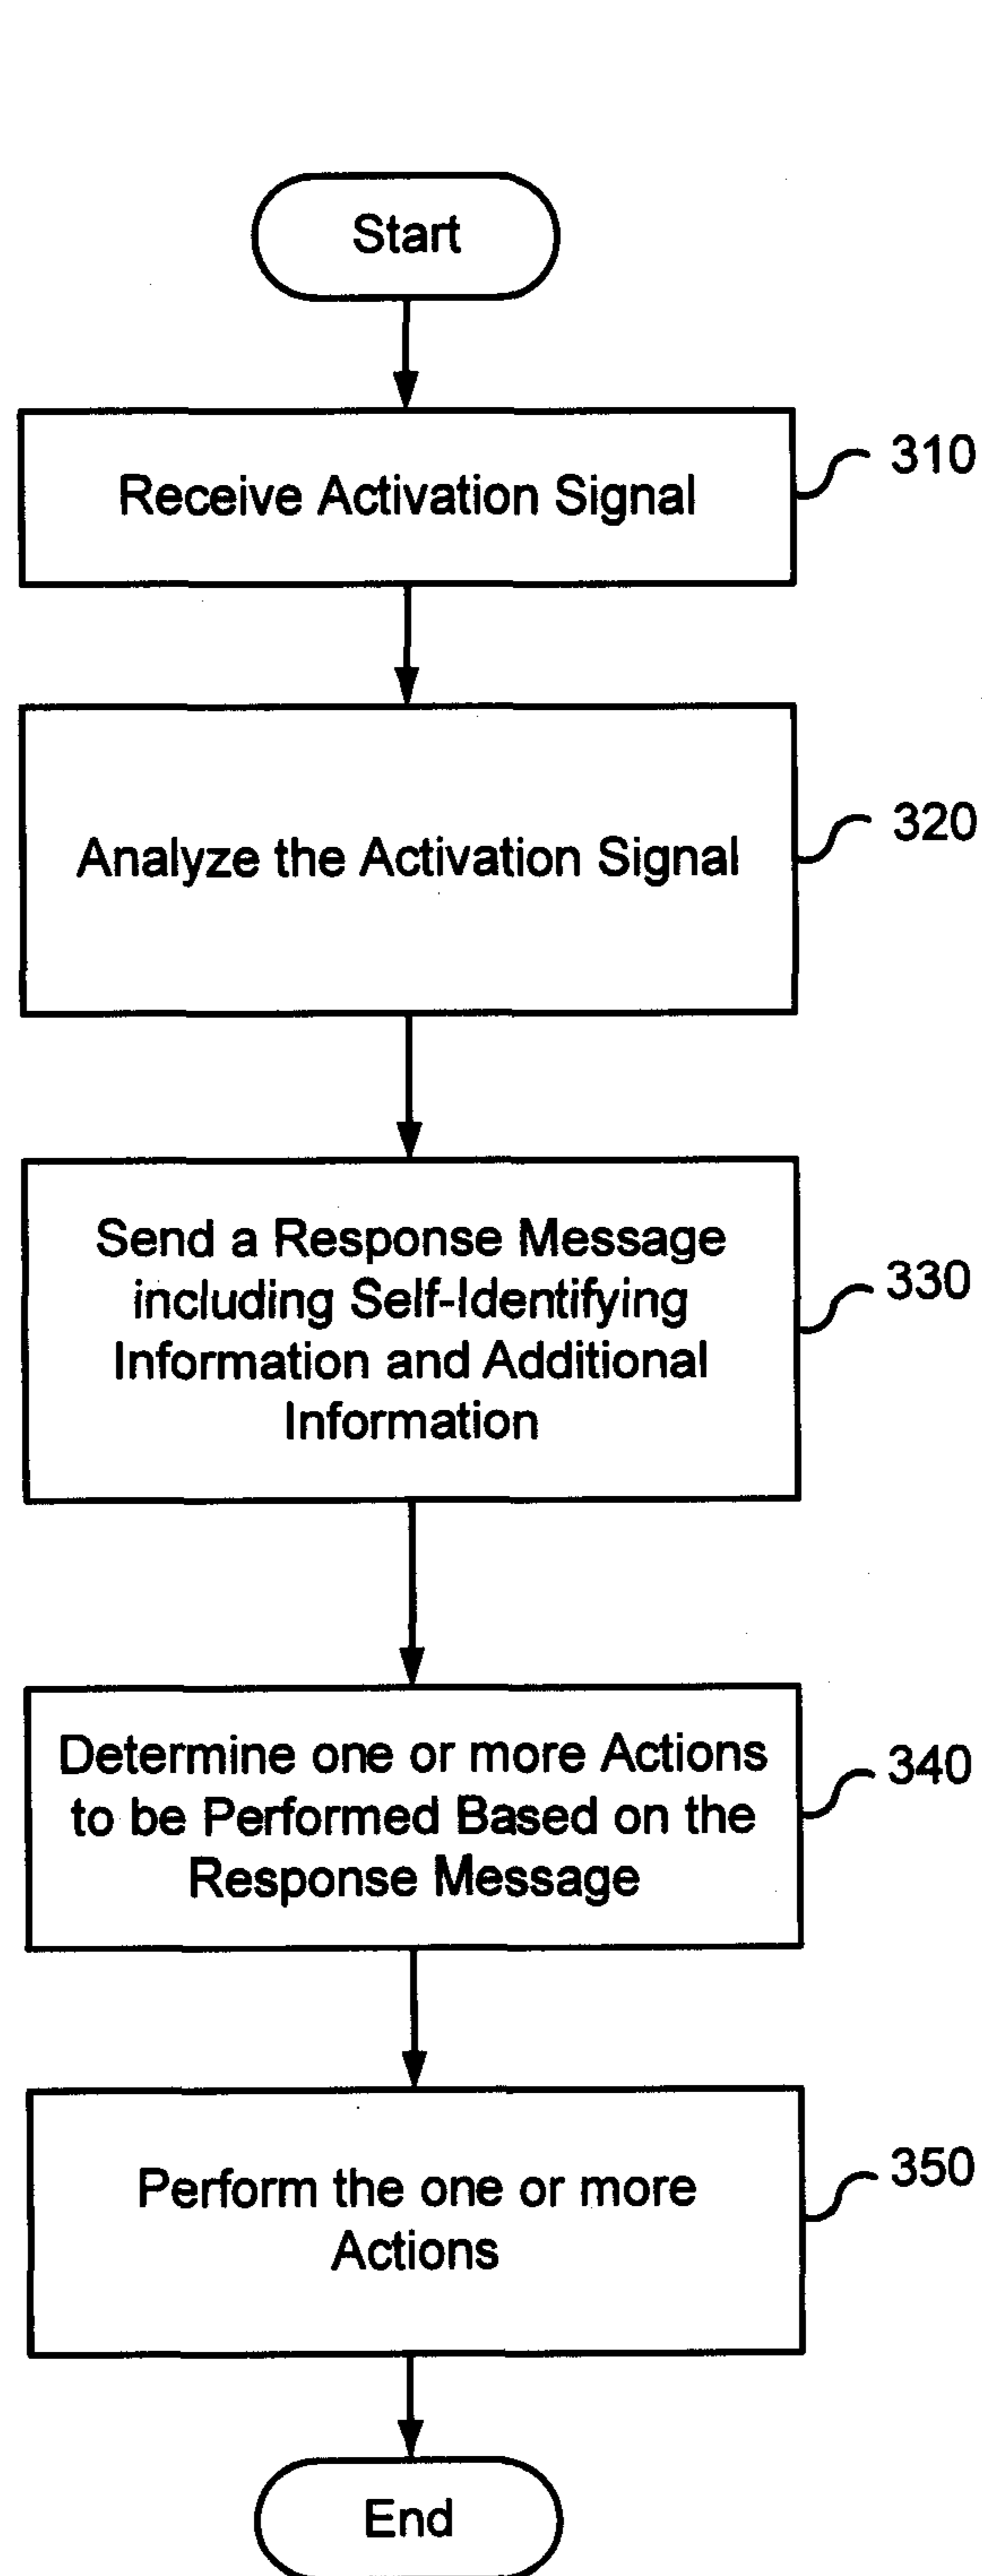 Start
Receive Activation Signal
310
Analyze the Activation Signal
320
Send a Response Message
including Self-Identifying
Information and Additional
Information
330
Determine one or more Actions
to be Performed Based on the
Response Message
340
Perform the one or more
Actions
350
End